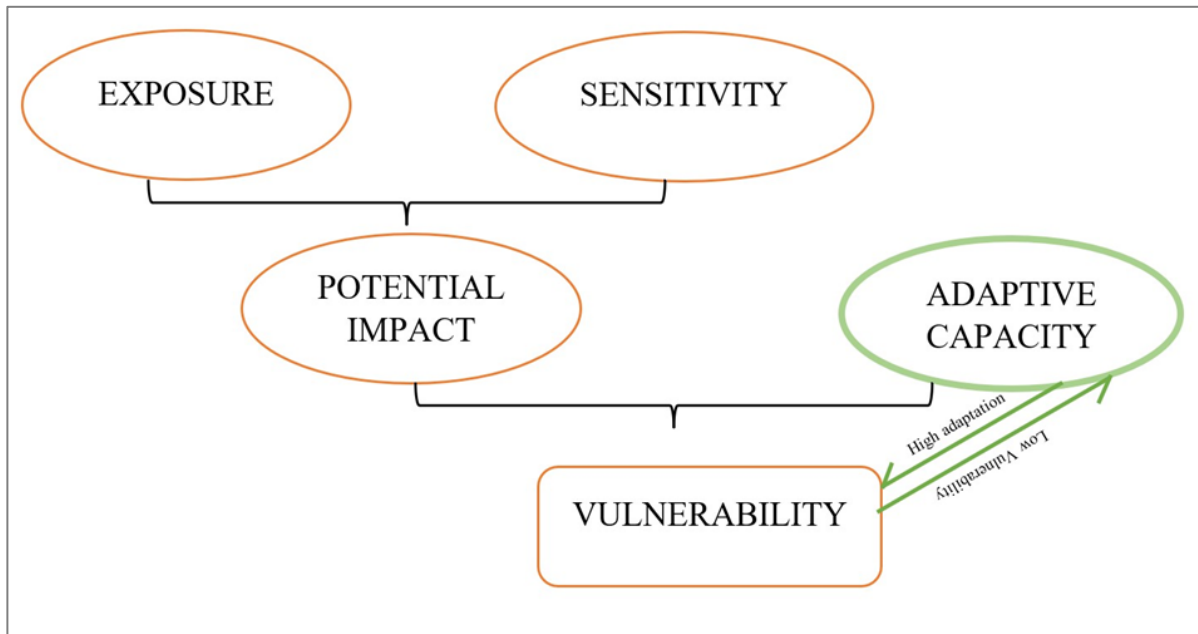 EXPOSURE
SENSITIVITY
POTENTIAL
IMPACT
ADAPTIVE
CAPACITY
High adaptation
Low Vulnerability
VULNERABILITY